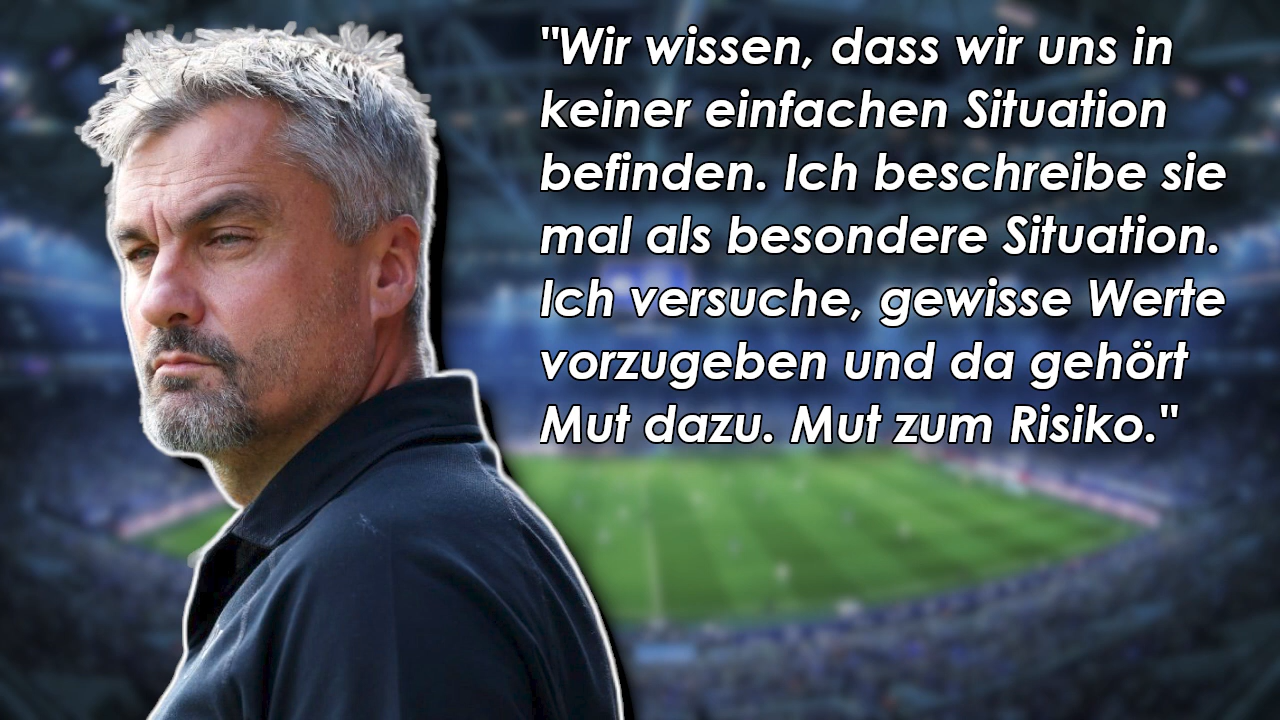 "Wir wissen, dass wir uns in
keiner einfachen Situation
befinden. Ich beschreibe sie
mal als besondere Situation.
Ich versuche, gewisse Werte
vorzugeben und da gehört
Mut dazu. Mut zum Risiko."